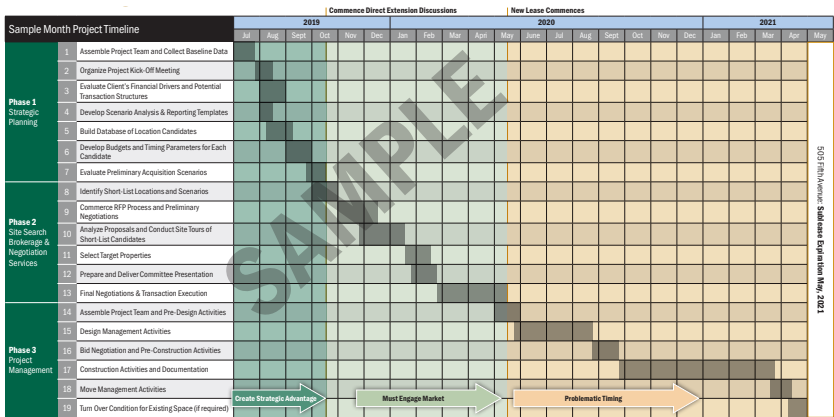 Commence Direct Extension Discussions
New Lease Commences
Sample Month Project Timeline
2019
2020
2021
Jul
Aug
Sept
Oct
Nov
Dec
Jan
Feb
Mar
April
May
June
July
Aug
Sept
Oct
Nov
Dec
Jan
Feb
Mar
Apr
May
Phase 1
Strategic
Planning
1
Assemble Project Team and Collect Baseline Data
2
Organize Project Kick-Off Meeting
3
Evaluate Client's Financial Drivers and Potential
Transaction Structures
4
Develop Scenario Analysis & Reporting Templates
5
Build Database of Location Candidates
6
Develop Budgets and Timing Parameters for Each
Candidate
7
Evaluate Preliminary Acquisition Scenarios
Phase 2
Site Search
Brokerage &
Negotiation
Services
8
Identify Short-List Locations and Scenarios
9
Commerce RFP Process and Preliminary
Negotiations
10
Analyze Proposals and Conduct Site Tours of
Short-List Candidates
11
Select Target Properties
12
Prepare and Deliver Committee Presentation
13
Final Negotiations & Transaction Execution
Phase 3
Project
Management
14
Assemble Project Team and Pre-Design Activities
15
Design Management Activities
16
Bid Negotiation and Pre-Construction Activities
17
Construction Activities and Documentation
18
Move Management Activities
19
Turn Over Condition for Existing Space (if required)
Create Strategic Advantage
Must Engage Market
Problematic Timing
505 Fifth Avenue: Sublease Expiration May, 2021
SAMPLE